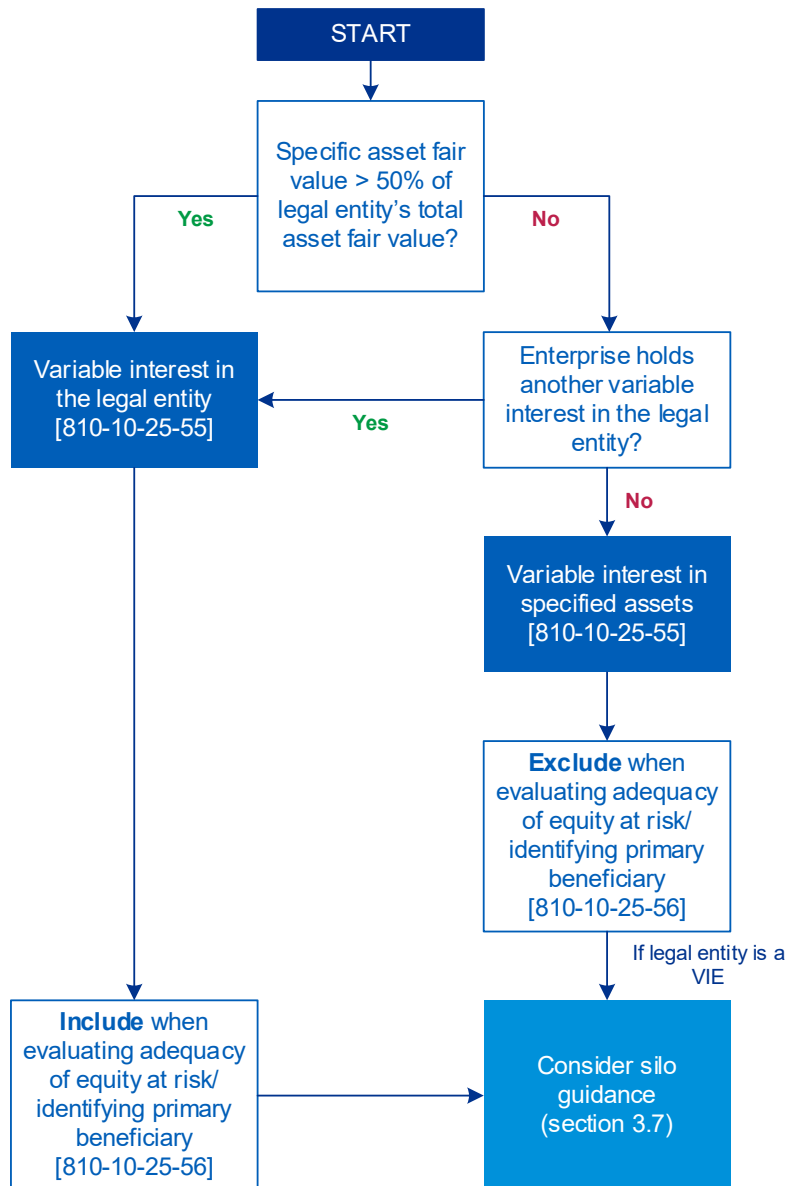 START
Specific asset fair
value > 50% of
legal entity’s total
asset fair value?
Yes
No
Variable interest in
the legal entity
[810-10-25-55]
Yes
Enterprise holds
another variable
interest in the legal
entity?
No
Variable interest in
specified assets
[810-10-25-55]
Exclude when
evaluating adequacy
of equity at risk/
identifying primary
beneficiary
[810-10-25-56]
If legal entity is a
VIE
Include when
evaluating adequacy
of equity at risk/
identifying primary
beneficiary
[810-10-25-56]
Consider silo
guidance
(section 3.7)